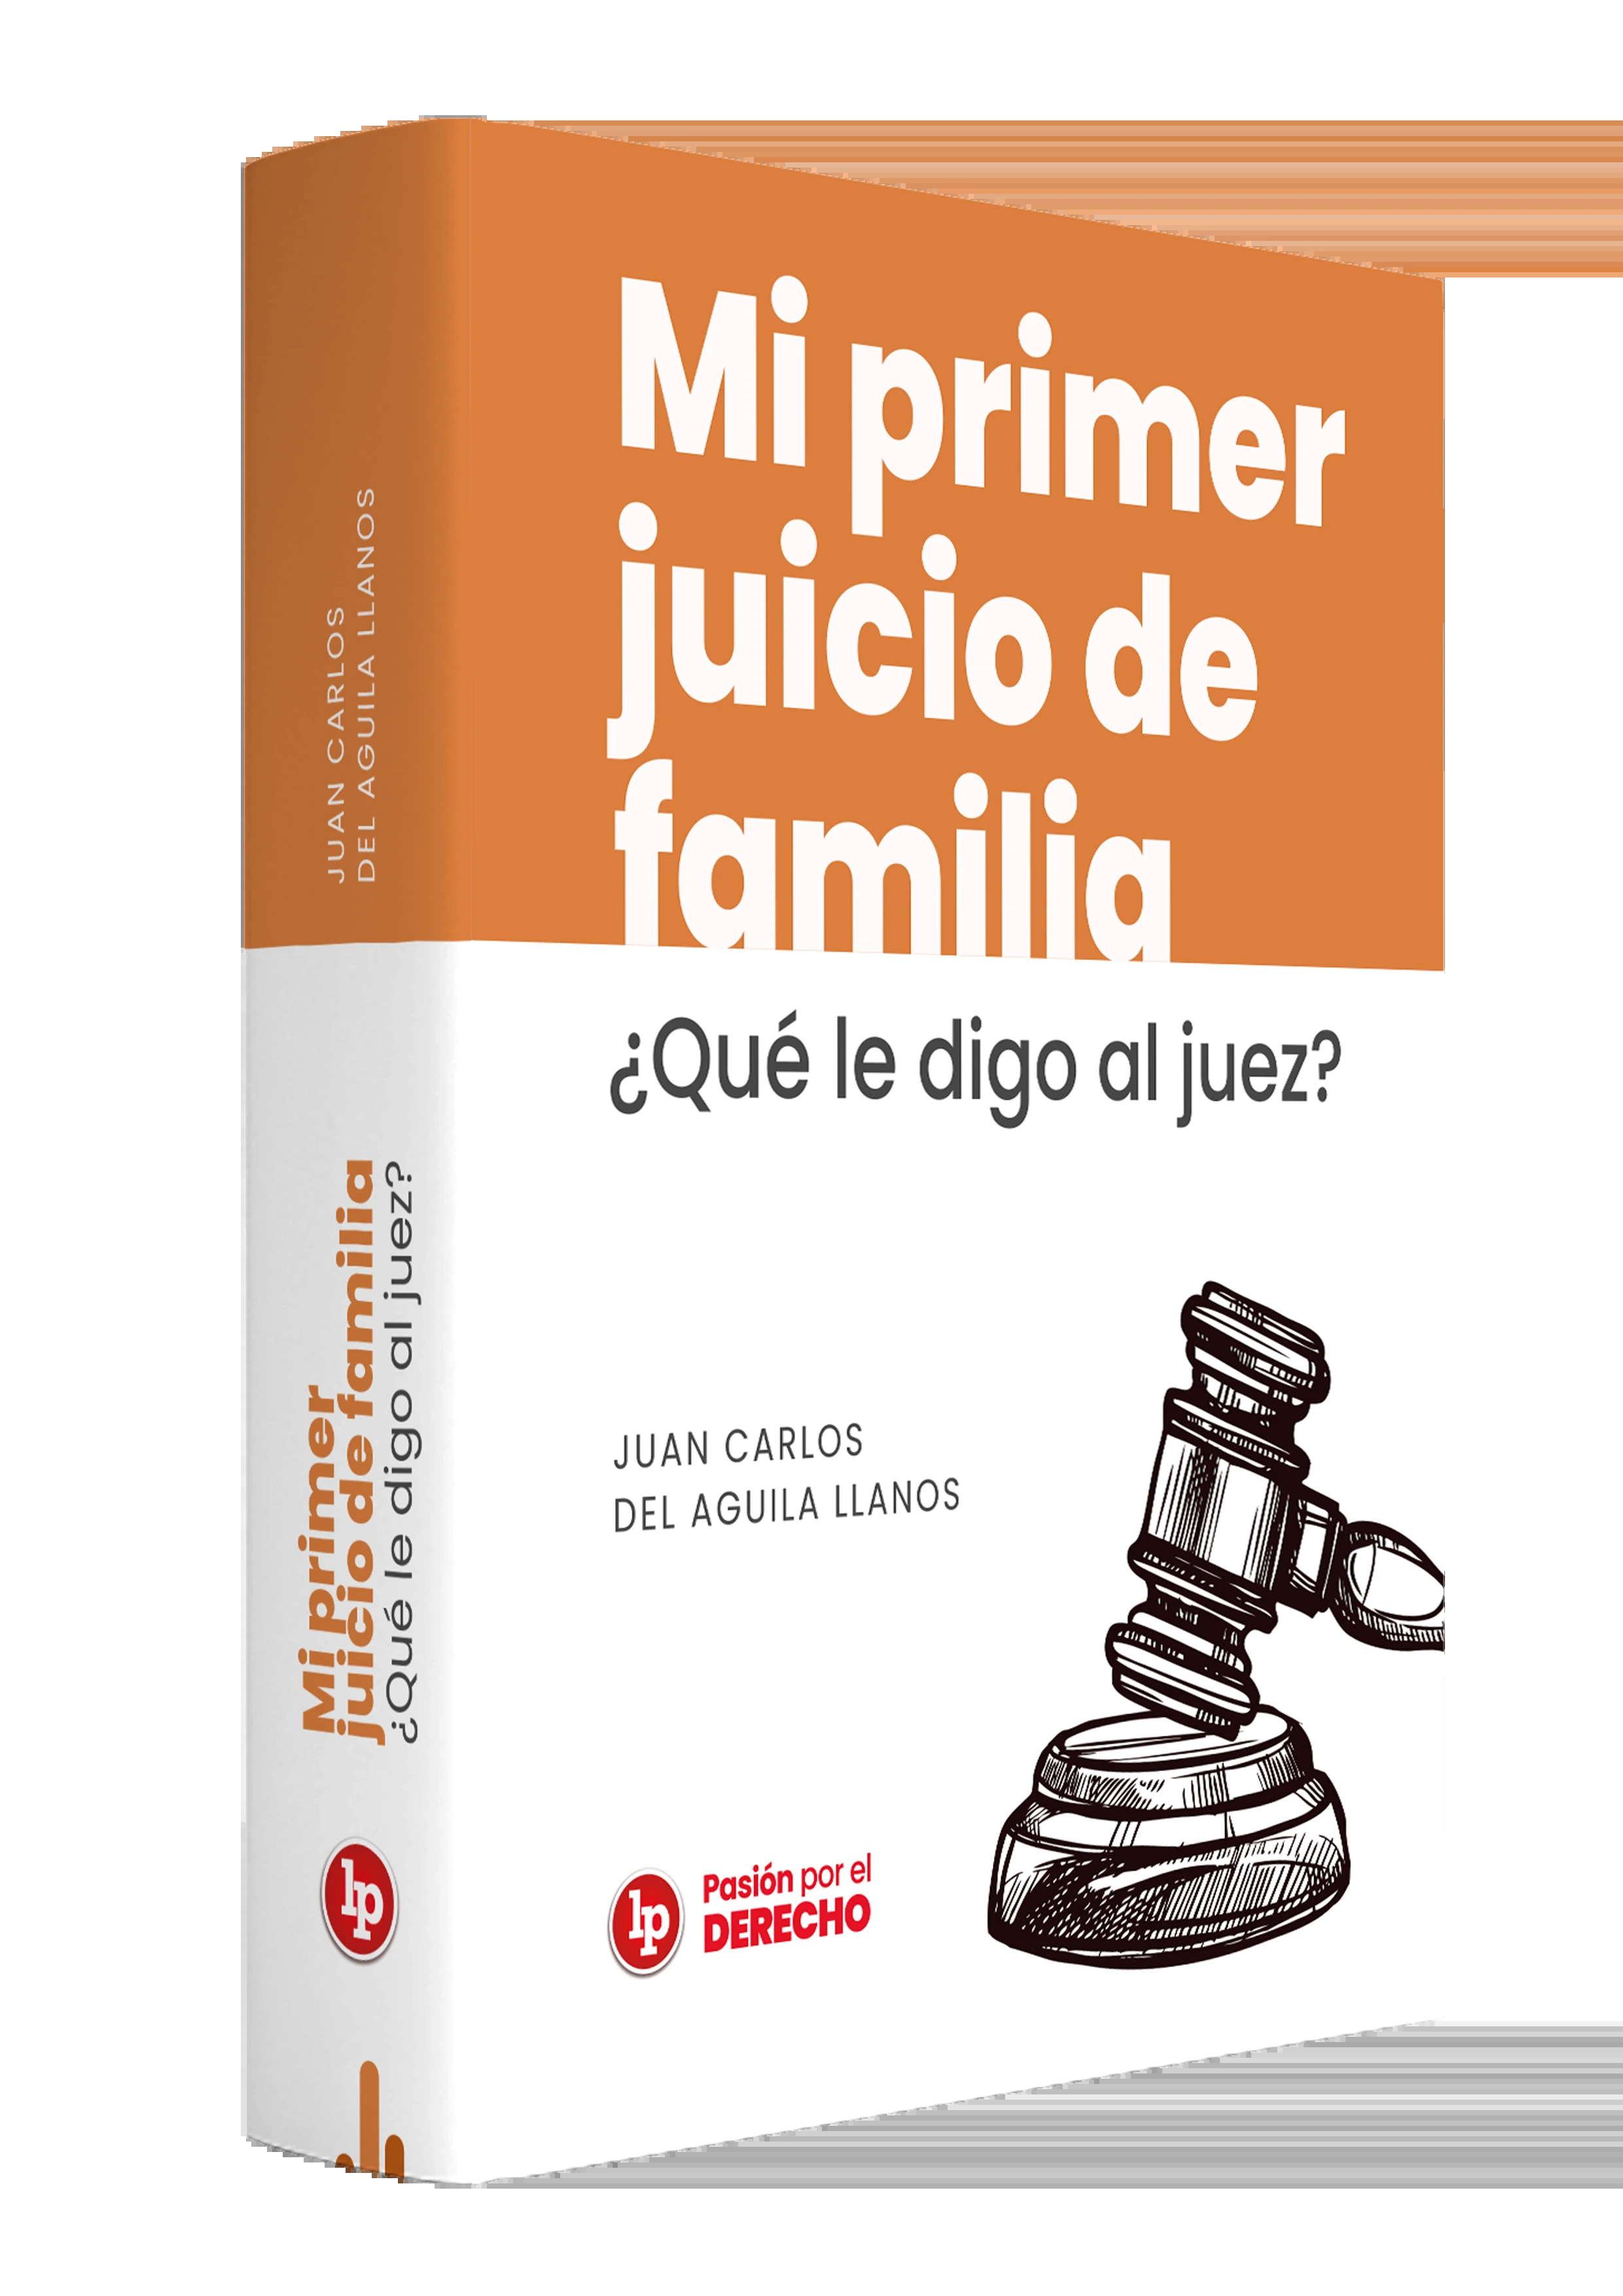 Mi primer
juicio de
familia
¿Qué le digo al juez?
JUAN CARLOS
DEL AGUILA LLANOS
lp
Pasión por el
DERECHO
JUAN CARLOS
DEL AGUILA LLANOS
Mi primer
juicio de familia
¿Qué le digo al juez?
lp